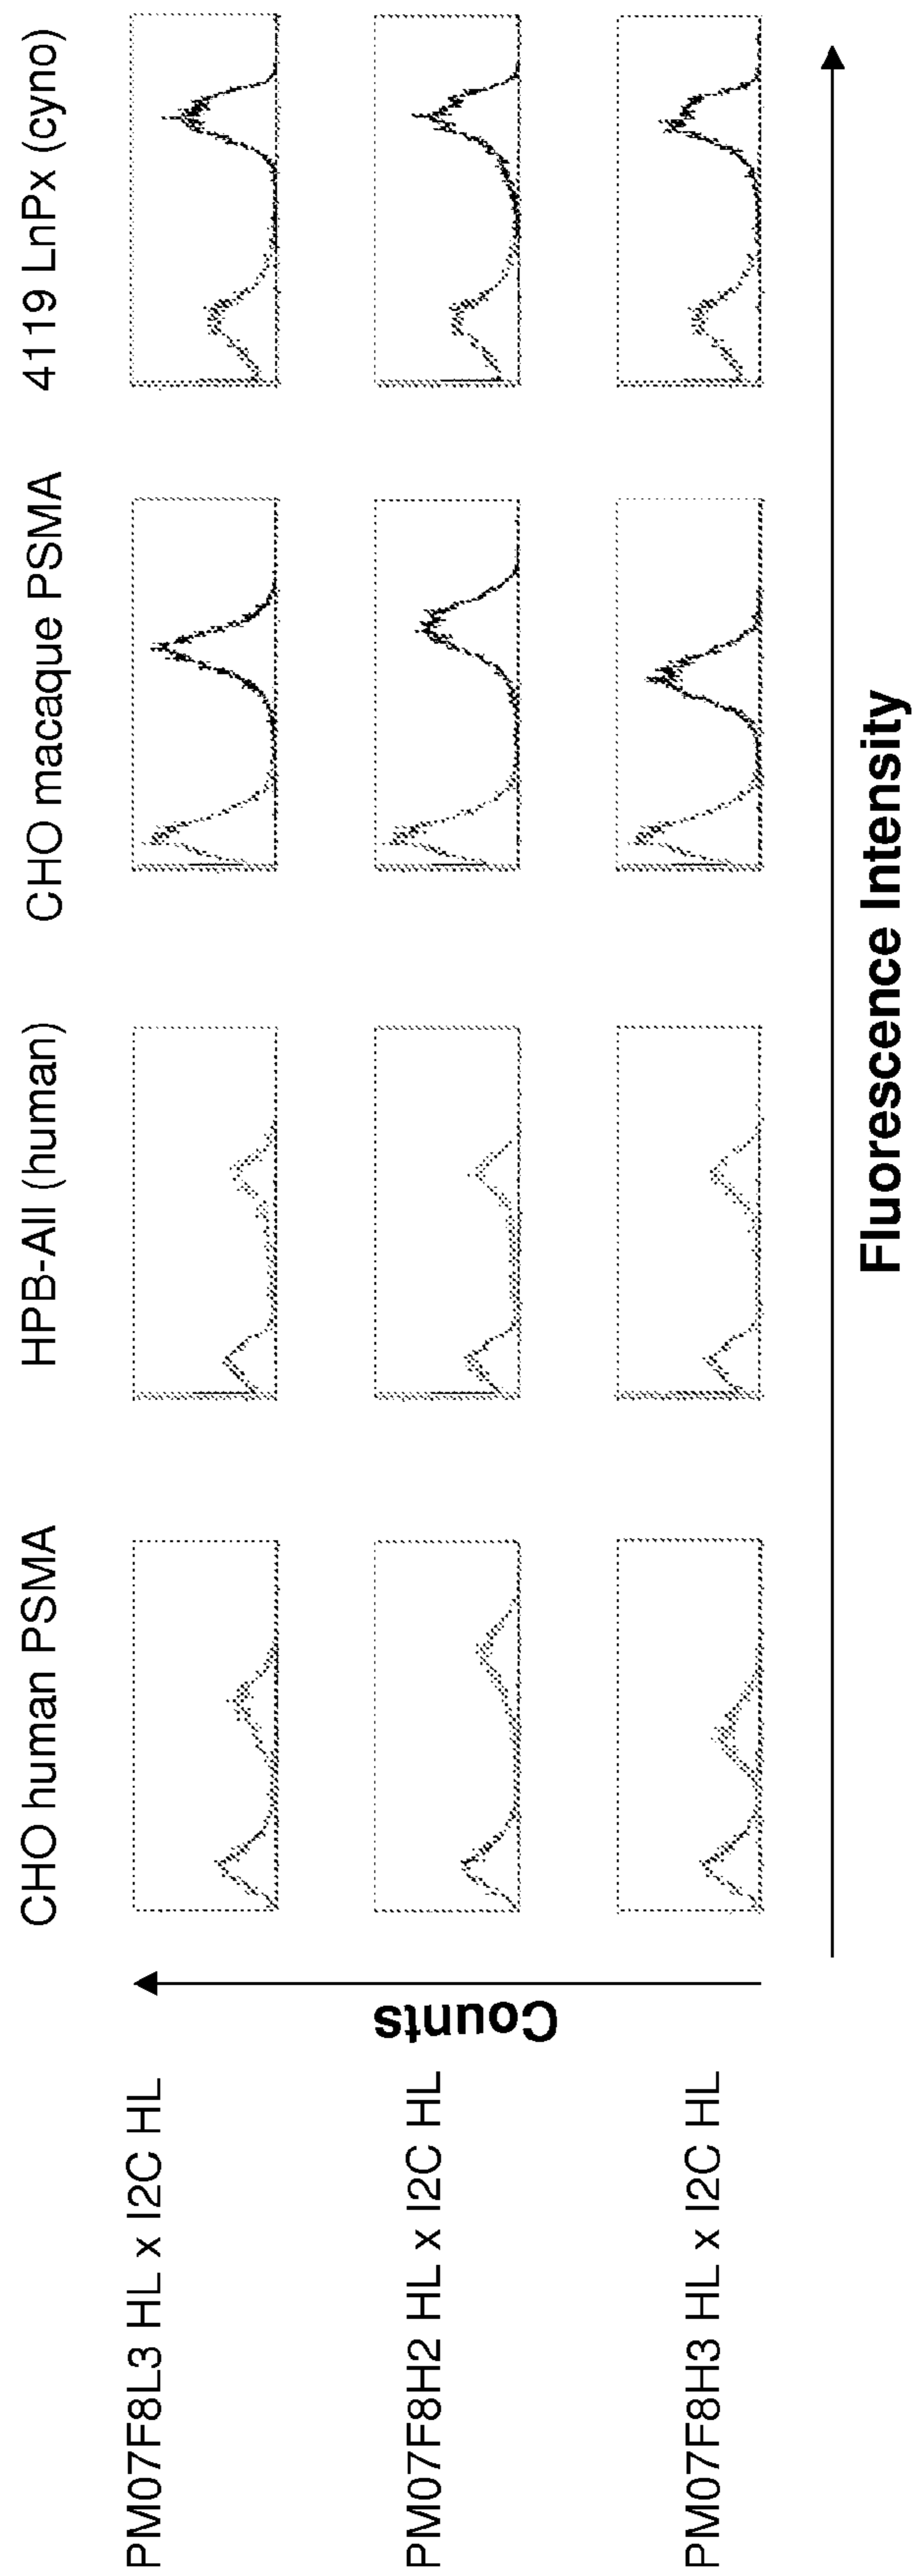 CHO human PSMA
HPB-All (human)
CHO macaque PSMA
4119 LnPx (cyno)
PM07F8L3 HL x I2C HL
PM07F8H2 HL x I2C HL
PM07F8H3 HL x I2C HL
Counts
Fluorescence Intensity